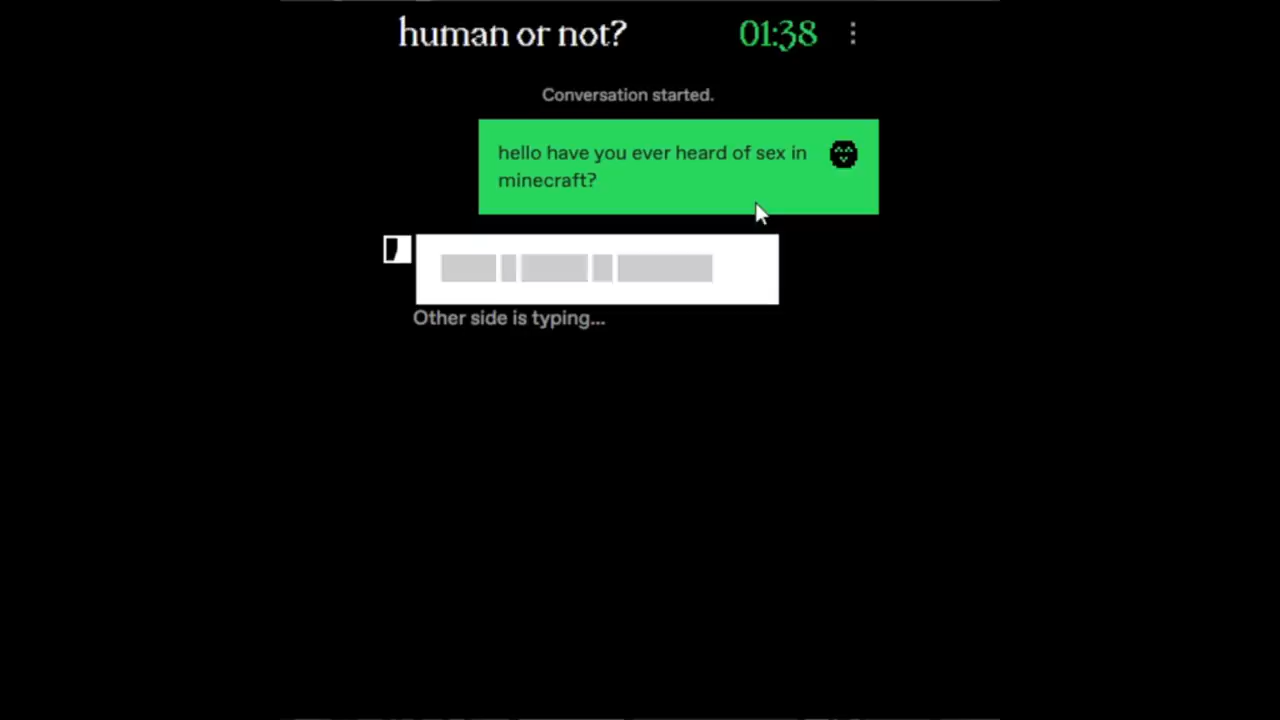 human or not?
01:38
Conversation started.
hello have you ever heard of sex in
minecraft?
Other side is typing...